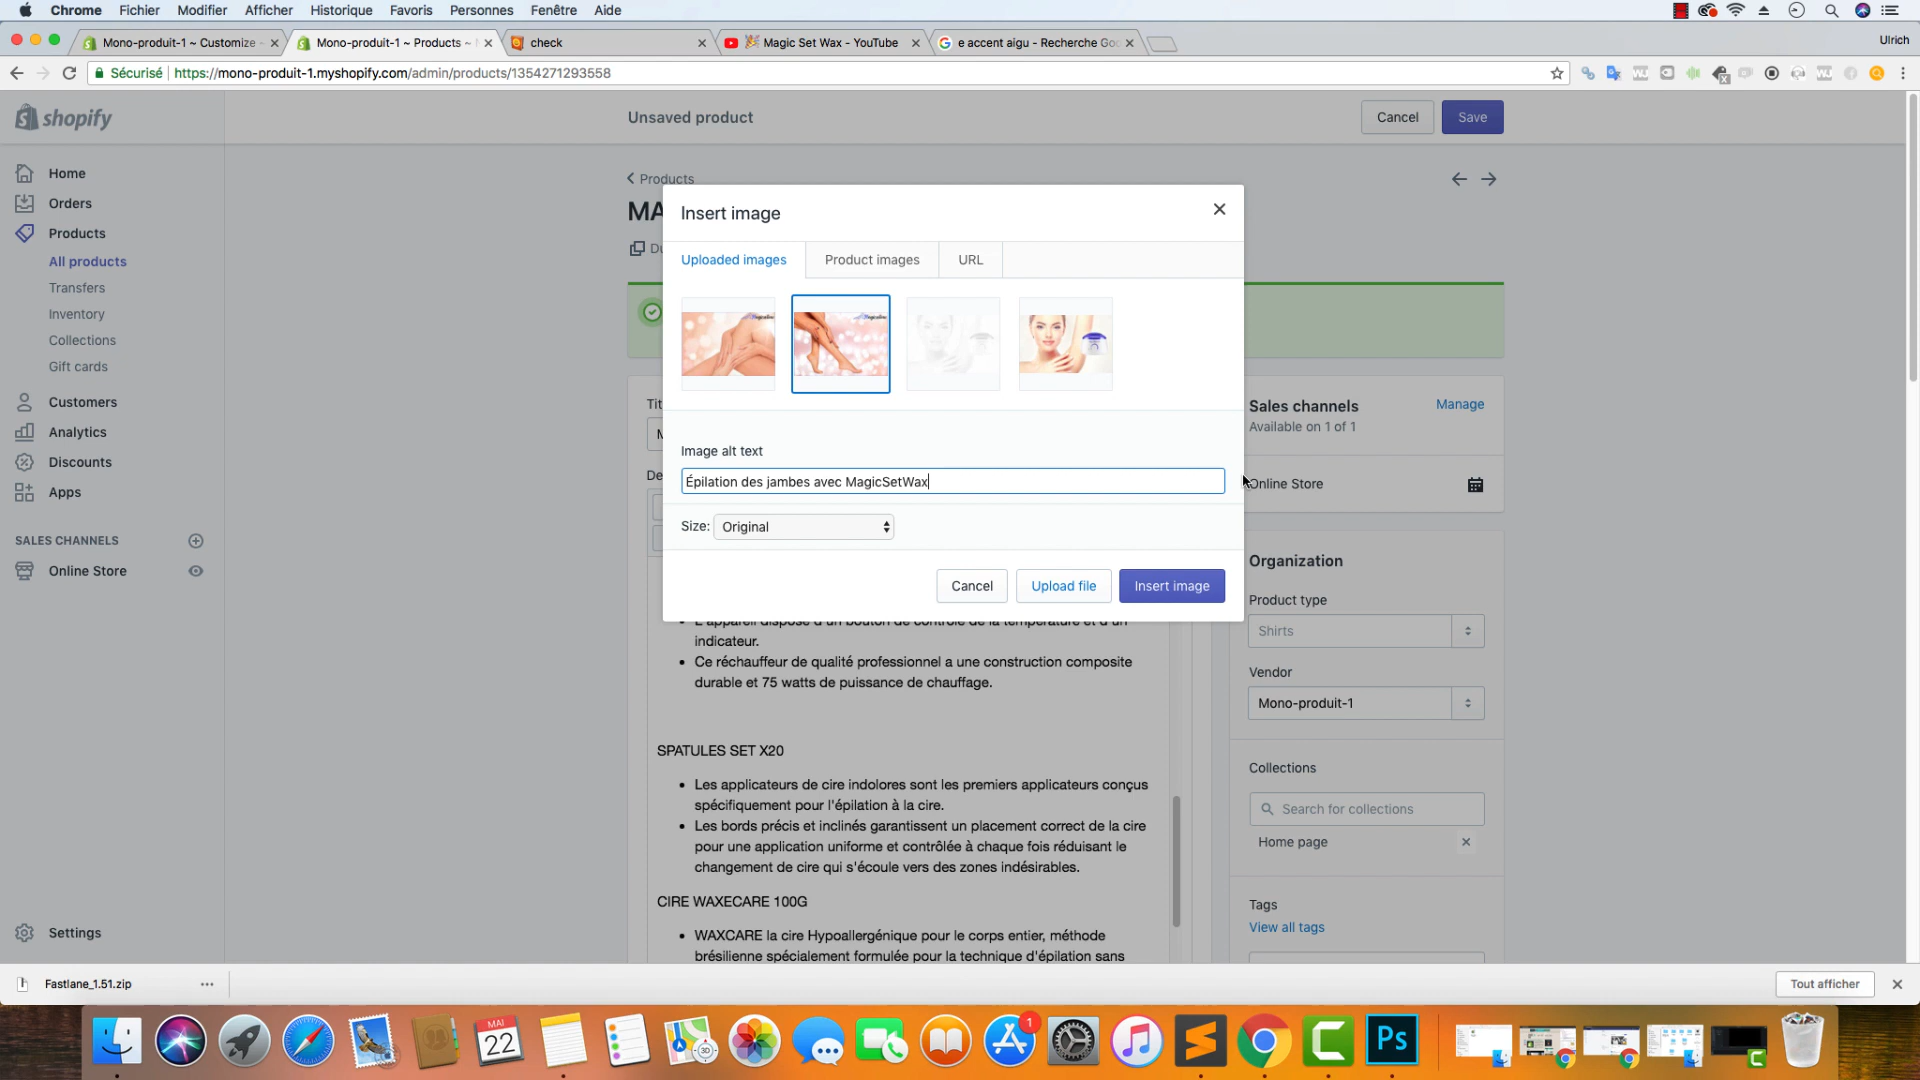 Chrome Fichier Modifier Afficher Historique Favoris Personnes Fenêtre Aide
Mono-produit-1 ~ Customize
Mono-produit-1 ~ Products ~
check
Magic Set Wax - YouTube
e accent aigu - Recherche Goo
Ulrich
Sécurisé https://mono-produit-1.myshopify.com/admin/products/1354271293558
shopify
Unsaved product
Cancel
Save
Home
Orders
Products
All products
Transfers
Inventory
Collections
Gift cards
Customers
Analytics
Discounts
Apps
SALES CHANNELS
Online Store
Settings
Products
MA
Du
Insert image
Uploaded images
Product images
URL
Tit
M
De
Image alt text
Épilation des jambes avec MagicSetWax
Size: Original
Cancel
Upload file
Insert image
L'appareil dispose d'un bouton de contrôle de la température et d'un
indicateur.
Ce réchauffeur de qualité professionnel a une construction composite
durable et 75 watts de puissance de chauffage.
SPATULES SET X20
Les applicateurs de cire indolores sont les premiers applicateurs conçus
spécifiquement pour l'épilation à la cire.
Les bords précis et inclinés garantissent un placement correct de la cire
pour une application uniforme et contrôlée à chaque fois réduisant le
changement de cire qui s'écoule vers des zones indésirables.
CIRE WAXECARE 100G
WAXCARE la cire Hypoallergénique pour le corps entier, méthode
brésilienne spécialement formulée pour la technique d'épilation sans
Sales channels
Manage
Available on 1 of 1
Online Store
Organization
Product type
Shirts
Vendor
Mono-produit-1
Collections
Search for collections
Home page
Tags
View all tags
Fastlane_1.51.zip
Tout afficher
MAI
22
3D
1
Ps